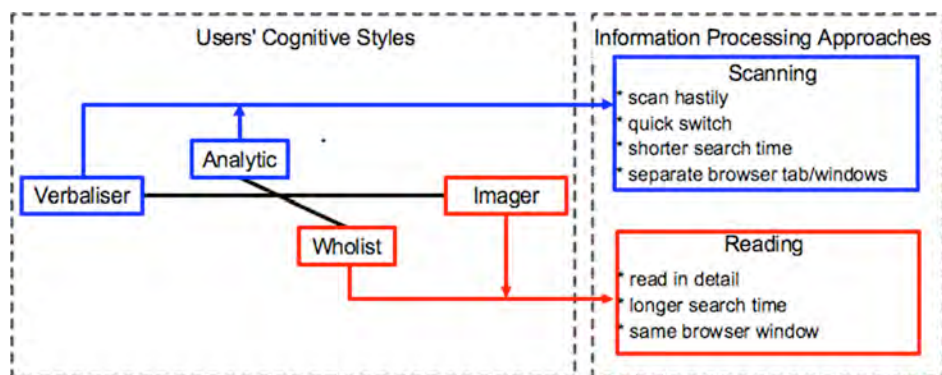 Users' Cognitive Styles
Information Processing Approaches
Scanning
* scan hastily
* quick switch
* shorter search time
* separate browser tab/windows
Analytic
Verbaliser
Imager
Wholist
Reading
* read in detail
* longer search time
* same browser window